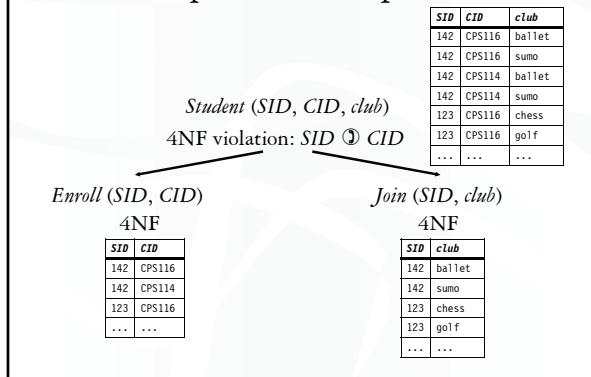 SID CID club
142 CPS116 ballet
142 CPS116 sumo
142 CPS114 ballet
142 CPS114 sumo
123 CPS116 chess
123 CPS116 golf
... ... ...
Student (SID, CID, club)
4NF violation: SID ① CID
Enroll (SID, CID)
4NF
SID CID
142 CPS116
142 CPS114
123 CPS116
... ...
Join (SID, club)
4NF
SID club
142 ballet
142 sumo
123 chess
123 golf
... ...